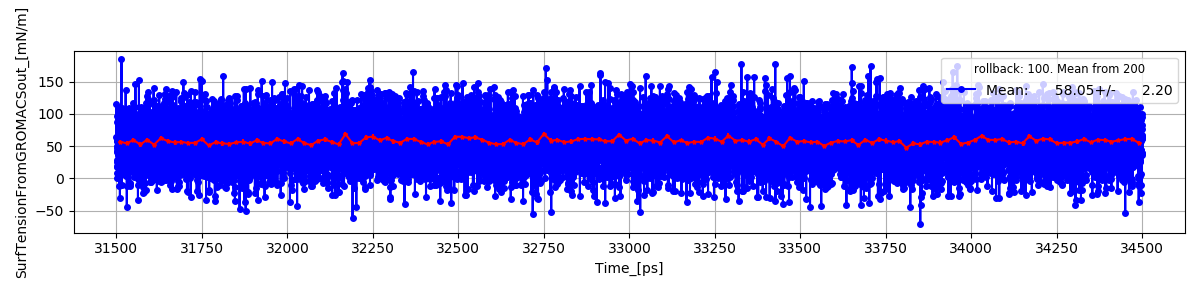 SurfTensionFromGROMACSout_[mN/m]
150
100
50
0
−50
rollback: 100. Mean from 200
Mean: 58.05+/- 2.20
31500 31750 32000 32250 32500 32750 33000 33250 33500 33750 34000 34250 34500
Time_[ps]